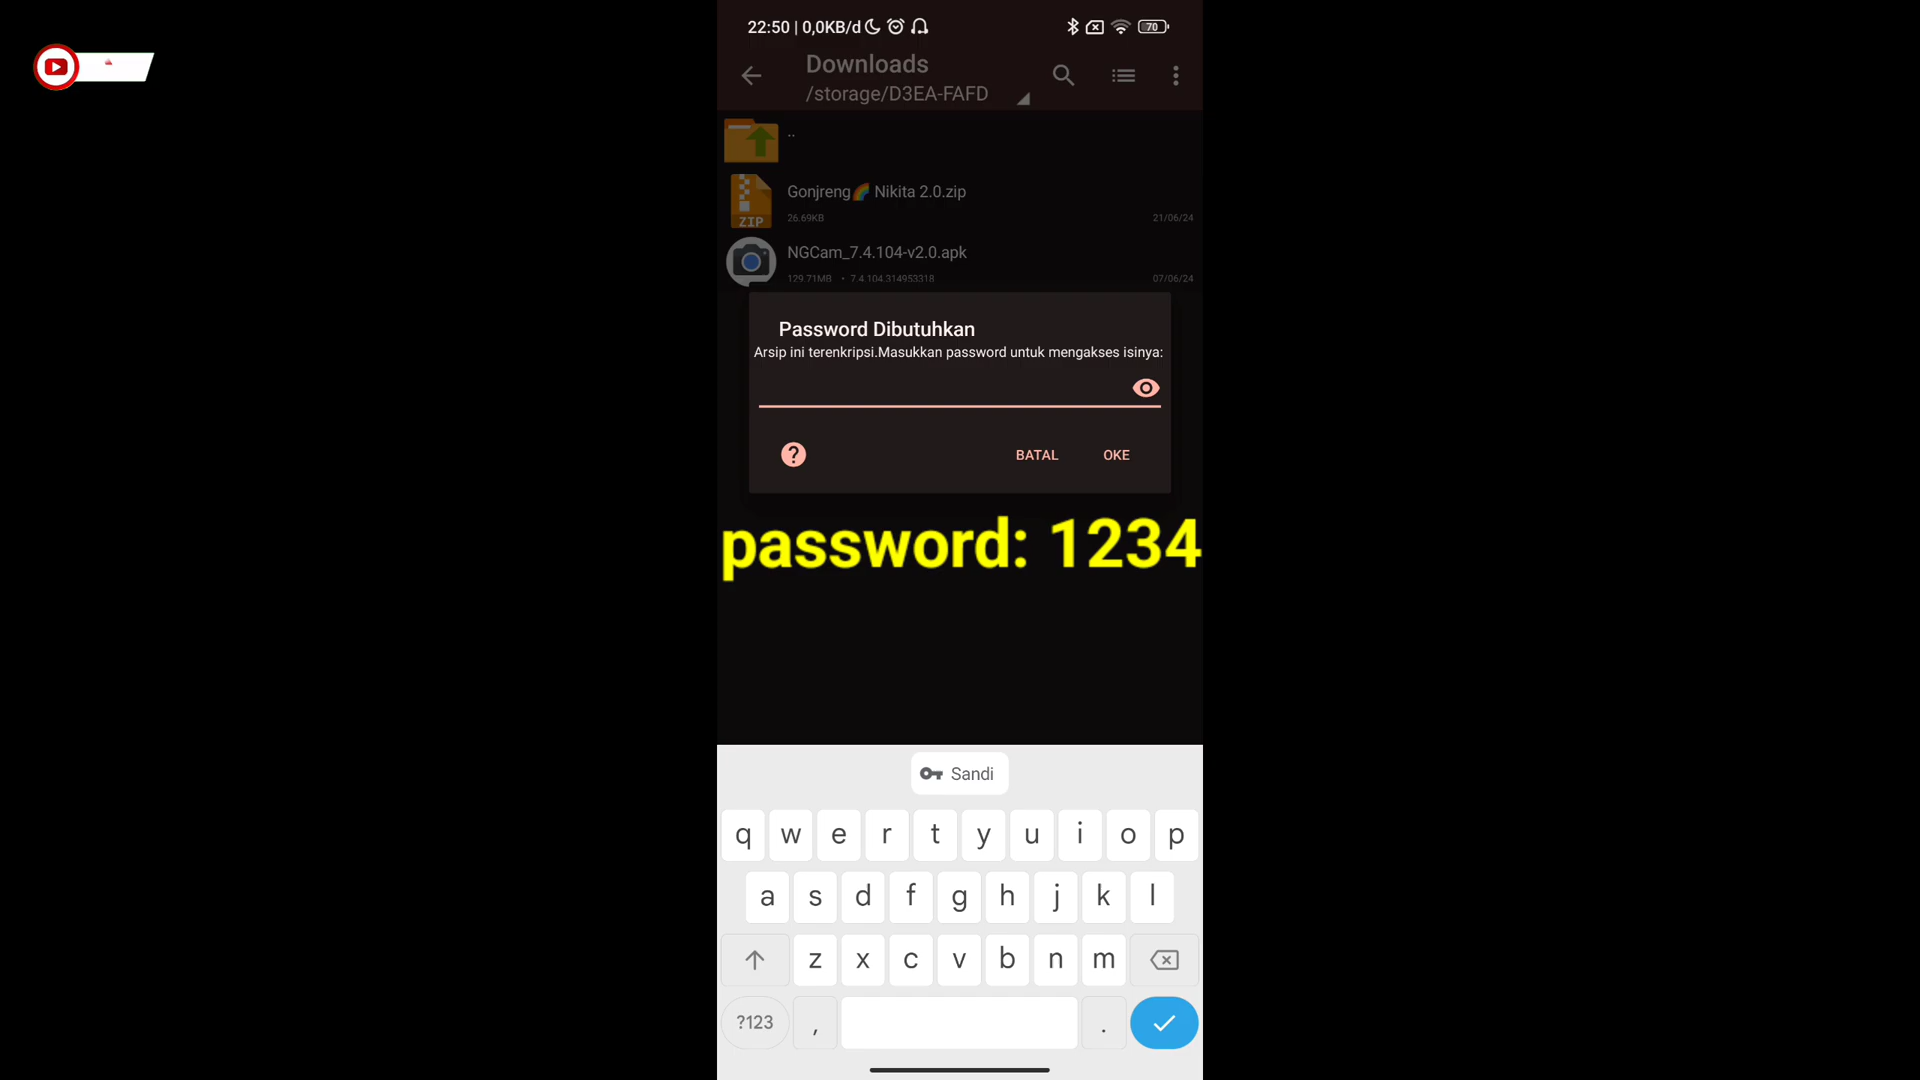 22:50 | 0,0KB/d
70
Downloads
/storage/D3EA-FAFD
..
Gonjreng🌈 Nikita 2.0.zip
ZIP
26.69KB
21/06/24
NGCam_7.4.104-v2.0.apk
129.71MB • 7.4.104.314953318
07/06/24
Password Dibutuhkan
Arsip ini terenkripsi.Masukkan password untuk mengakses isinya:
?
BATAL
OKE
password: 1234
Sandi
q w e r t y u i o p
a s d f g h j k l
z x c v b n m
?123 , .